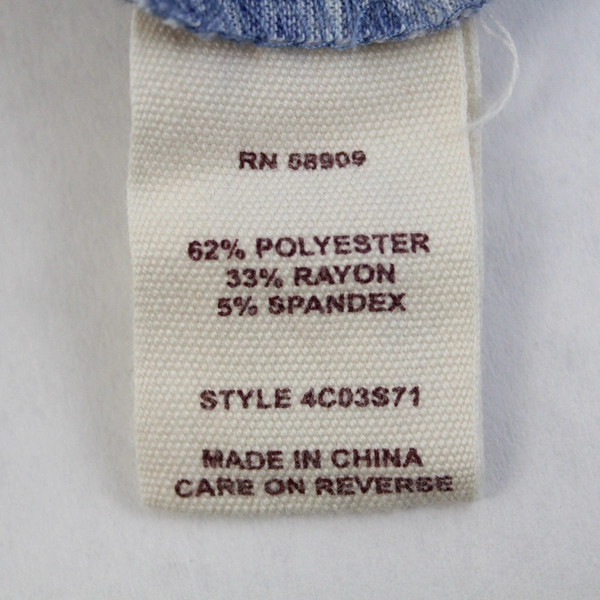 RN 58909
62% POLYESTER
33% RAYON
5% SPANDEX
STYLE 4C03S71
MADE IN CHINA
CARE ON REVERSE